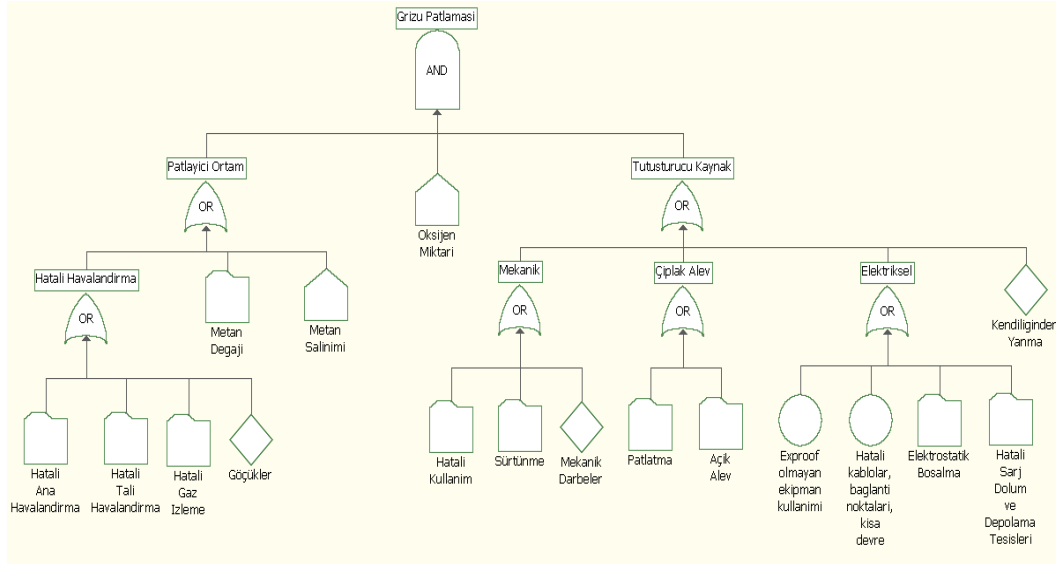 Grizu Patlamasi
AND
Patlayici Ortam
OR
Oksijen
Miktari
Tutusturucu Kaynak
OR
Hatali Havalandirma
OR
Metan
Degaji
Metan
Salinimi
Mekanik
OR
Çiplak Alev
OR
Elektriksel
OR
Kendiliginden
Yanma
Hatali
Ana
Havalandirma
Hatali
Tali
Havalandirma
Hatali
Gaz
Izleme
Göçükler
Hatali
Kullanim
Sürtünme
Mekanik
Darbeler
Patlatma
Açik
Alev
Exproof
olmayan
ekipman
kullanimi
Hatali
kablolar,
baglanti
noktalari,
kisa
devre
Elektrostatik
Bosalma
Hatali
Sarj
Dolum
ve
Depolama
Tesisleri